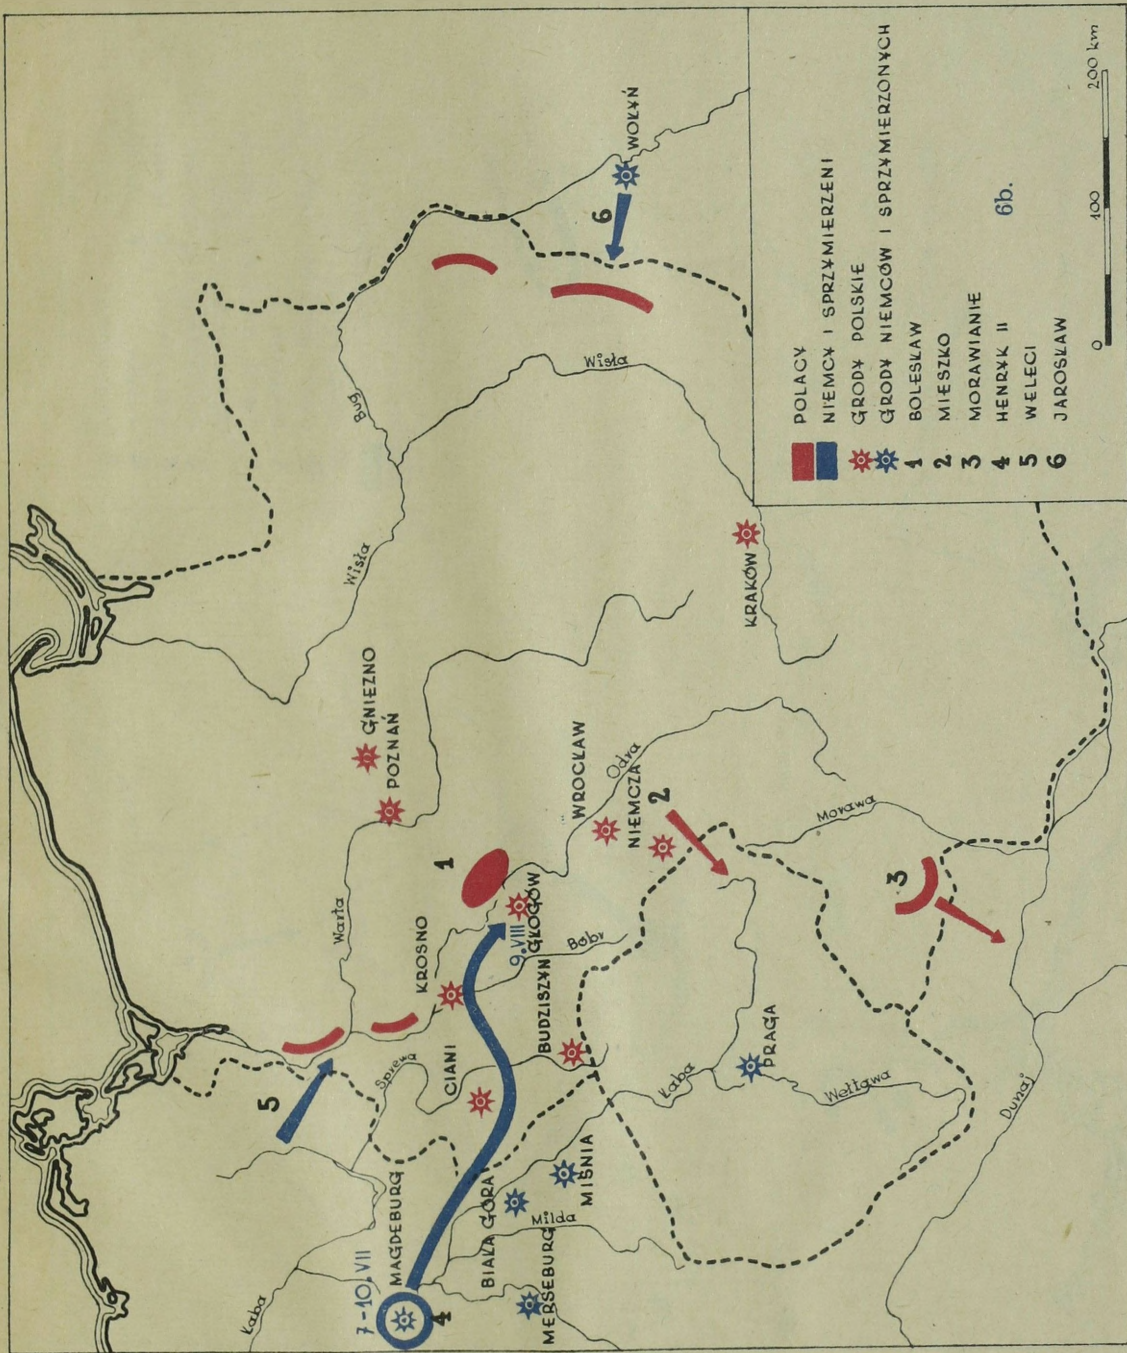 7-10.VII
MAGDEBURG
4
5
BIAŁA GÓRA
MERSEBURG
MIŚNIA
Milda
Łaba
CIANI
Sprewa
BUDZISZYN
KROSNO
9.VIII
GŁOGÓW
Bóbr
1
Warta
POZNAŃ
GNIEZNO
WROCŁAW
NIEMCZA
Odra
2
Morawa
3
Łaba
PRAGA
Wełtawa
Dunaj
Wisła
Bug
Wisła
KRAKÓW
WOŁYŃ
6
POLACY
NIEMCY I SPRZYMIERZENI
GRODY POLSKIE
GRODY NIEMCÓW I SPRZYMIERZONYCH
1 BOLESŁAW
2 MIESZKO
3 MORAWIANIE
4 HENRYK II
5 WELECI
6 JAROSŁAW
6b.
0 100 200 km